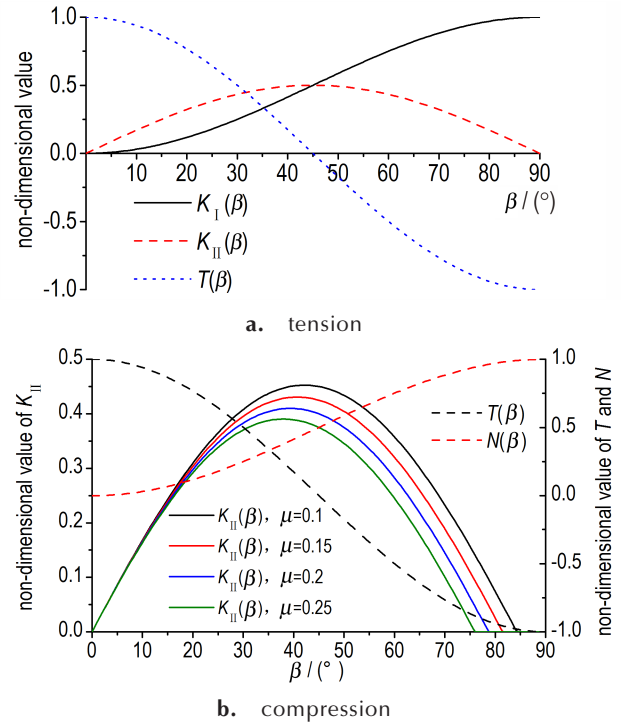 non-dimensional value
1.0
0.5
0.0
-0.5
-1.0
10 20 30 40 50 60 70 80 90
β / (°)
K_I (β)
K_II (β)
T(β)
a. tension
non-dimensional value of K_II
0.5
0.4
0.3
0.2
0.1
0.0
0 10 20 30 40 50 60 70 80 90
β / (°)
T(β)
N(β)
K_II (β), μ=0.1
K_II (β), μ=0.15
K_II (β), μ=0.2
K_II (β), μ=0.25
1.0
0.5
0.0
-0.5
-1.0
non-dimensional value of T and N
b. compression